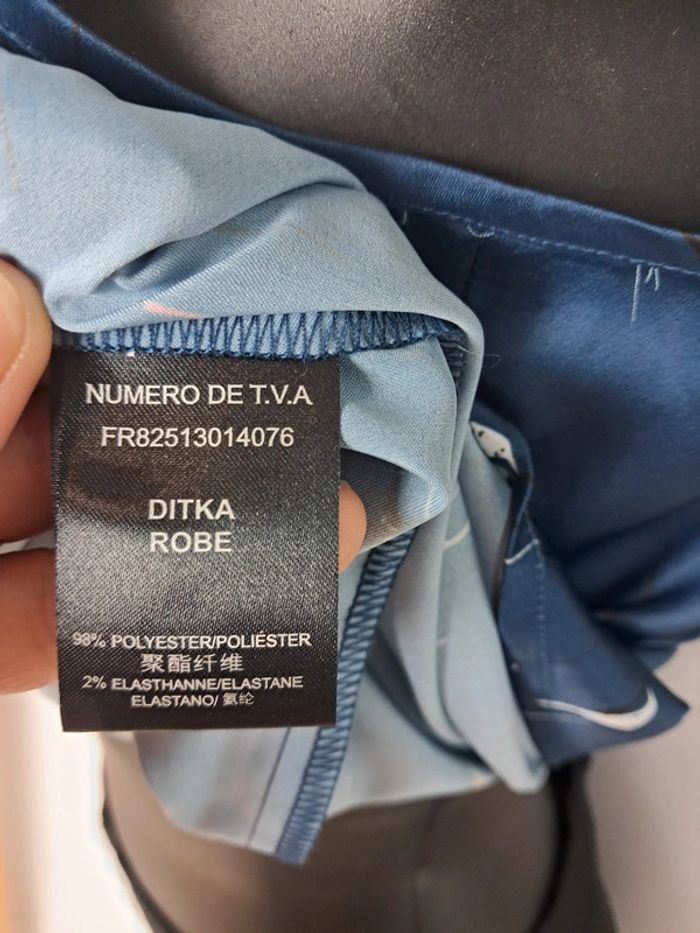 NUMERO DE T.V.A
FR82513014076
DITKA
ROBE
98% POLYESTER/POLIÉSTER
聚酯纤维
2% ELASTHANNE/ELASTANE
ELASTANO/ 氨纶